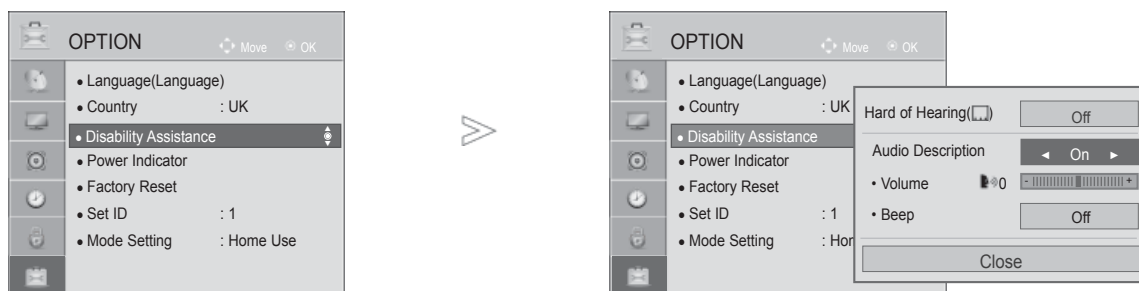 OPTION
Move OK
• Language(Language)
• Country : UK
• Disability Assistance
• Power Indicator
• Factory Reset
• Set ID : 1
• Mode Setting : Home Use
OPTION
Move OK
• Language(Language)
• Country : UK
• Disability Assistance
• Power Indicator
• Factory Reset
• Set ID : 1
• Mode Setting : Hor
Hard of Hearing( ) Off
Audio Description ◄ On ►
• Volume 0 - +
• Beep Off
Close